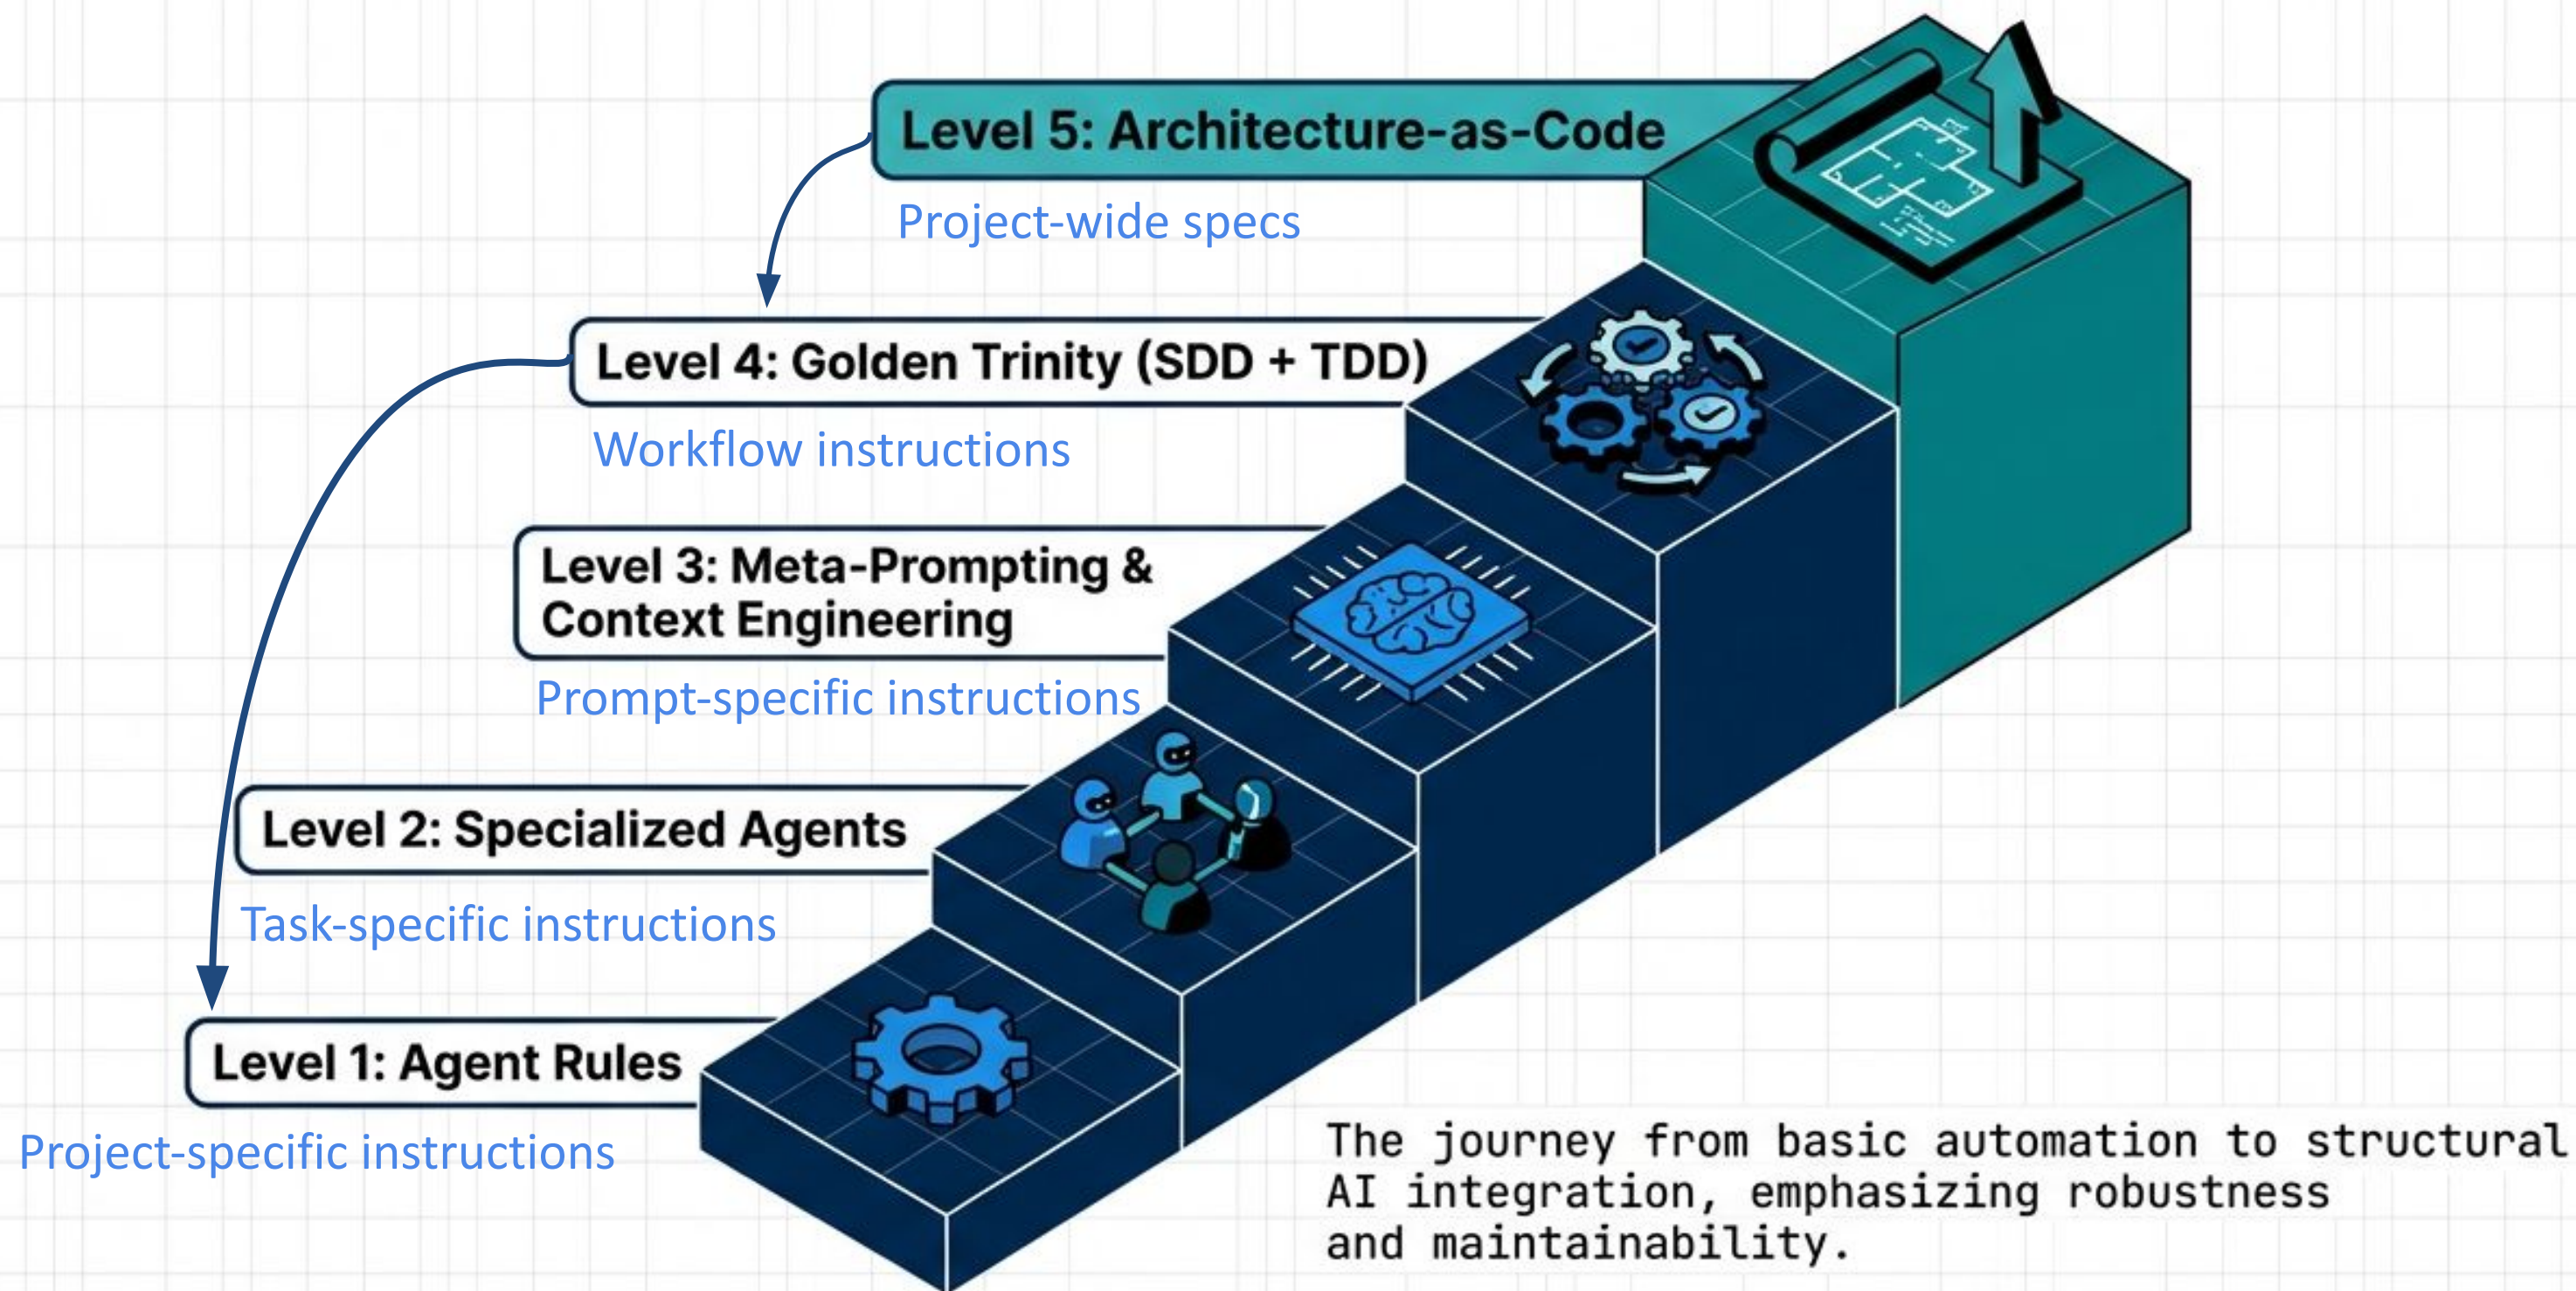 Level 5: Architecture-as-Code
Project-wide specs
Level 4: Golden Trinity (SDD + TDD)
Workflow instructions
Level 3: Meta-Prompting &
Context Engineering
Prompt-specific instructions
Level 2: Specialized Agents
Task-specific instructions
Level 1: Agent Rules
Project-specific instructions
The journey from basic automation to structural
AI integration, emphasizing robustness
and maintainability.